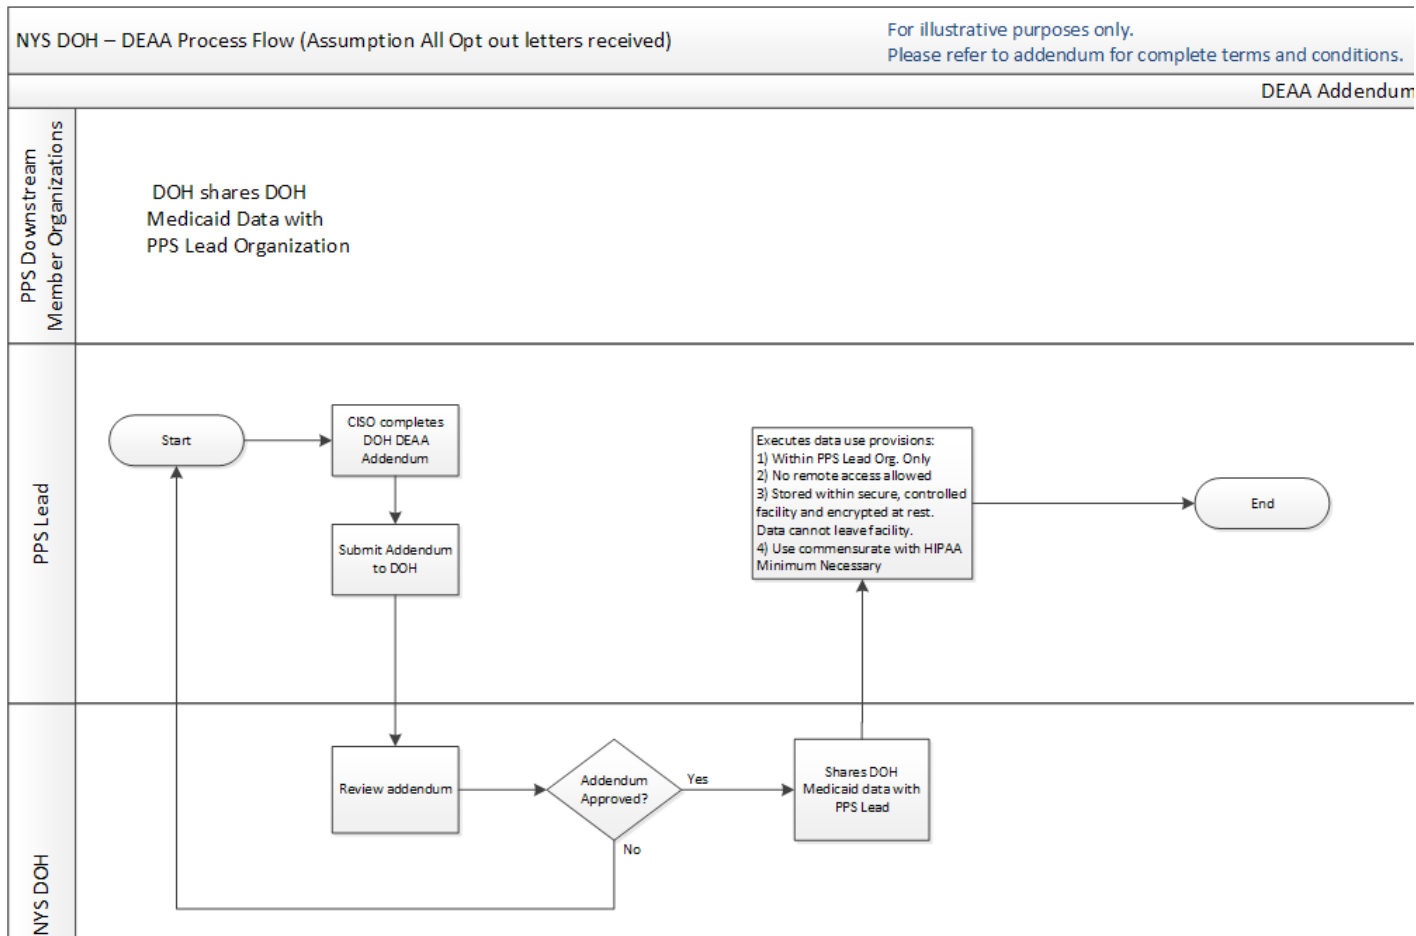 NYS DOH – DEAA Process Flow (Assumption All Opt out letters received)
For illustrative purposes only.
Please refer to addendum for complete terms and conditions.
DEAA Addendum
PPS Downstream
Member Organizations
DOH shares DOH
Medicaid Data with
PPS Lead Organization
PPS Lead
Start
CISO completes
DOH DEAA
Addendum
Submit Addendum
to DOH
Executes data use provisions:
1) Within PPS Lead Org. Only
2) No remote access allowed
3) Stored within secure, controlled
facility and encrypted at rest.
Data cannot leave facility.
4) Use commensurate with HIPAA
Minimum Necessary
End
NYS DOH
Review addendum
Addendum
Approved?
Yes
No
Shares DOH
Medicaid data with
PPS Lead